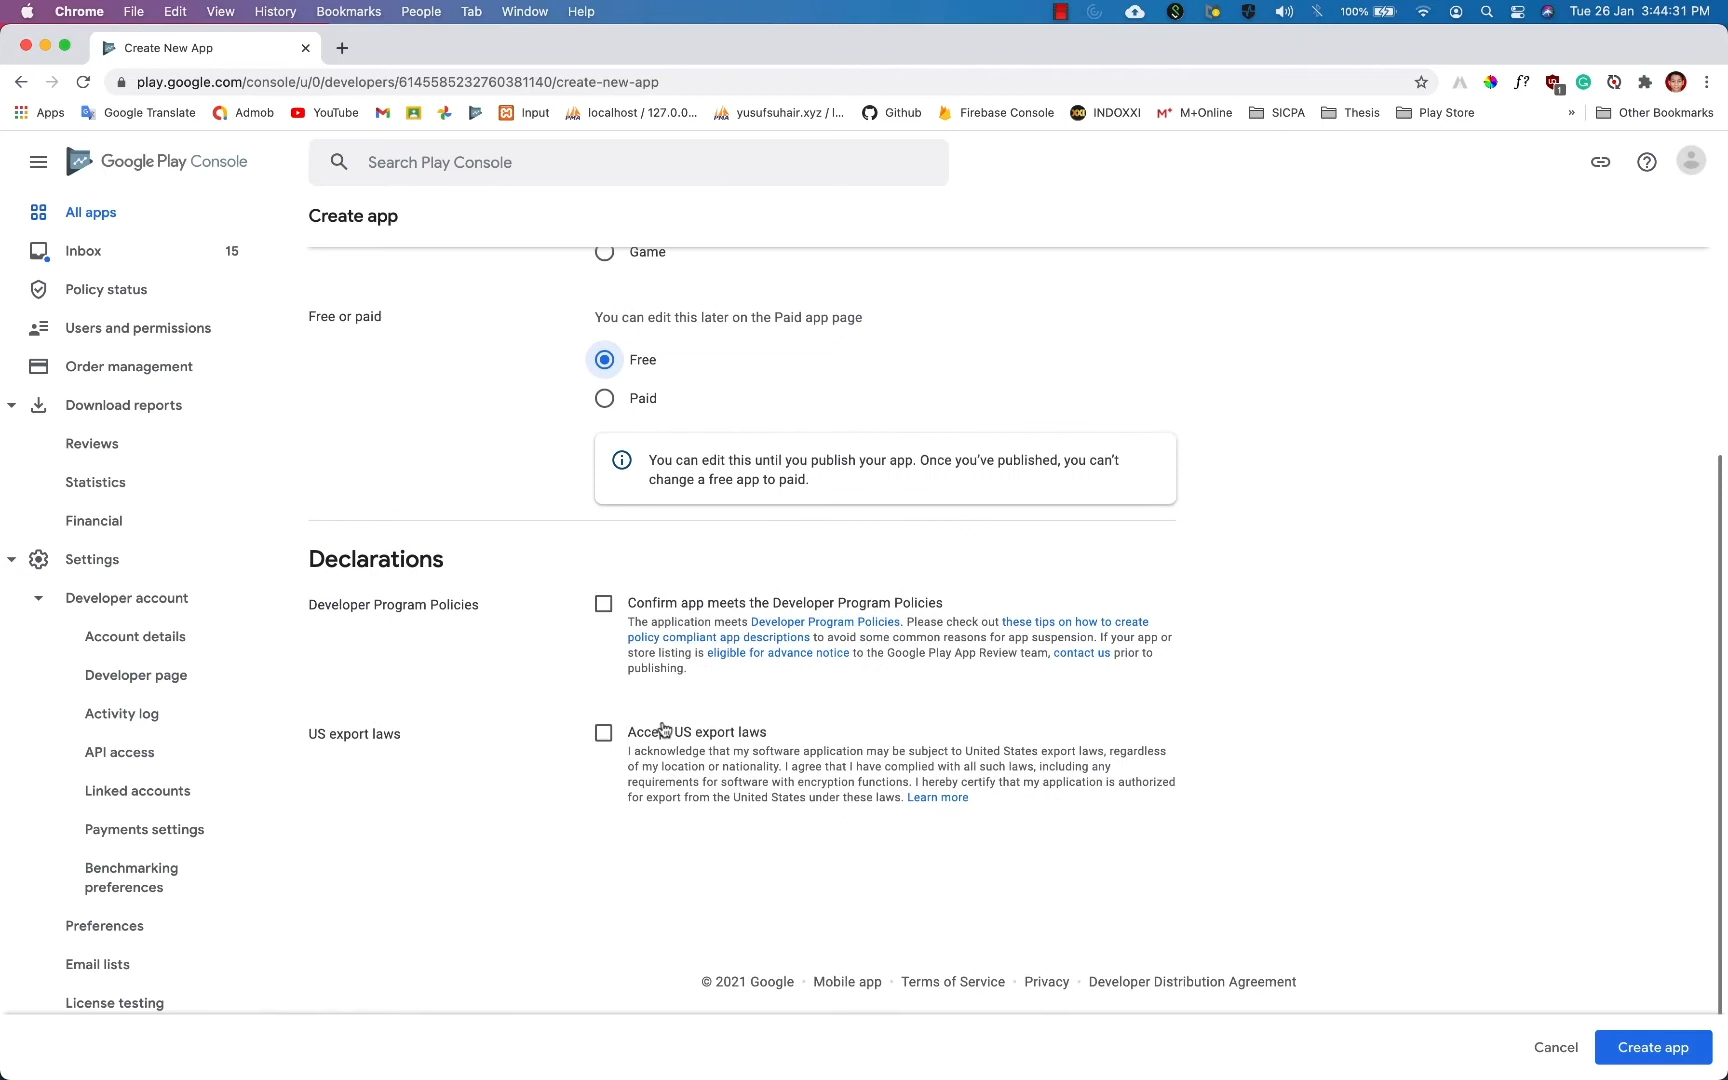 Chrome File Edit View History Bookmarks People Tab Window Help 100% Tue 26 Jan 3:44:31 PM
Create New App
play.google.com/console/u/0/developers/6145585232760381140/create-new-app
Apps Google Translate Admob YouTube Input localhost / 127.0.0... yusufsuhair.xyz / l... Github Firebase Console INDOXXI M+Online SICPA Thesis Play Store » Other Bookmarks
Google Play Console
Search Play Console
All apps
Inbox 15
Policy status
Users and permissions
Order management
Download reports
Reviews
Statistics
Financial
Settings
Developer account
Account details
Developer page
Activity log
API access
Linked accounts
Payments settings
Benchmarking
preferences
Preferences
Email lists
License testing
Create app
Game
Free or paid
You can edit this later on the Paid app page
Free
Paid
You can edit this until you publish your app. Once you've published, you can't
change a free app to paid.
Declarations
Developer Program Policies
Confirm app meets the Developer Program Policies
The application meets Developer Program Policies. Please check out these tips on how to create
policy compliant app descriptions to avoid some common reasons for app suspension. If your app or
store listing is eligible for advance notice to the Google Play App Review team, contact us prior to
publishing.
US export laws
Accept US export laws
I acknowledge that my software application may be subject to United States export laws, regardless
of my location or nationality. I agree that I have complied with all such laws, including any
requirements for software with encryption functions. I hereby certify that my application is authorized
for export from the United States under these laws. Learn more
© 2021 Google · Mobile app · Terms of Service · Privacy · Developer Distribution Agreement
Cancel
Create app